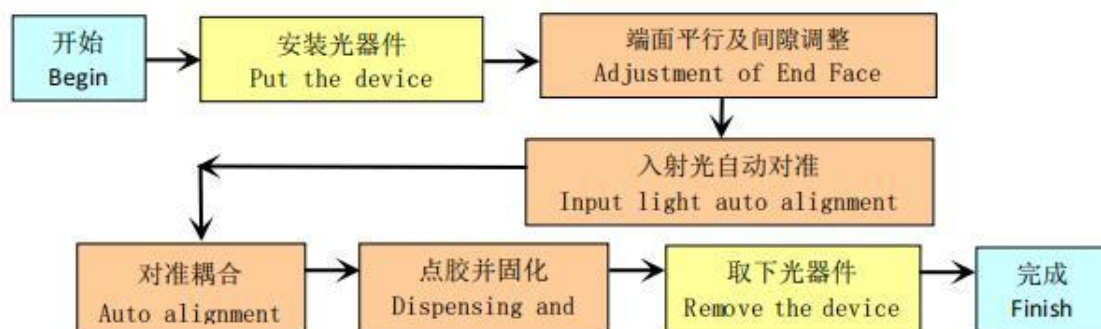 开始
Begin
安装光器件
Put the device
端面平行及间隙调整
Adjustment of End Face
入射光自动对准
Input light auto alignment
对准耦合
Auto alignment
点胶并固化
Dispensing and
取下光器件
Remove the device
完成
Finish